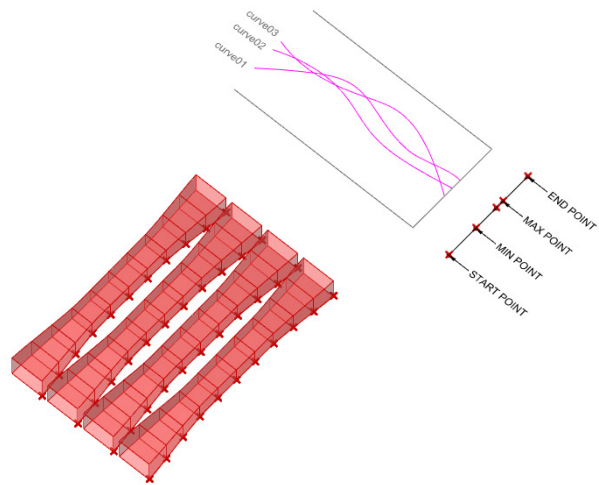 curve03
curve02
curve01
END POINT
MAX POINT
MIN POINT
START POINT